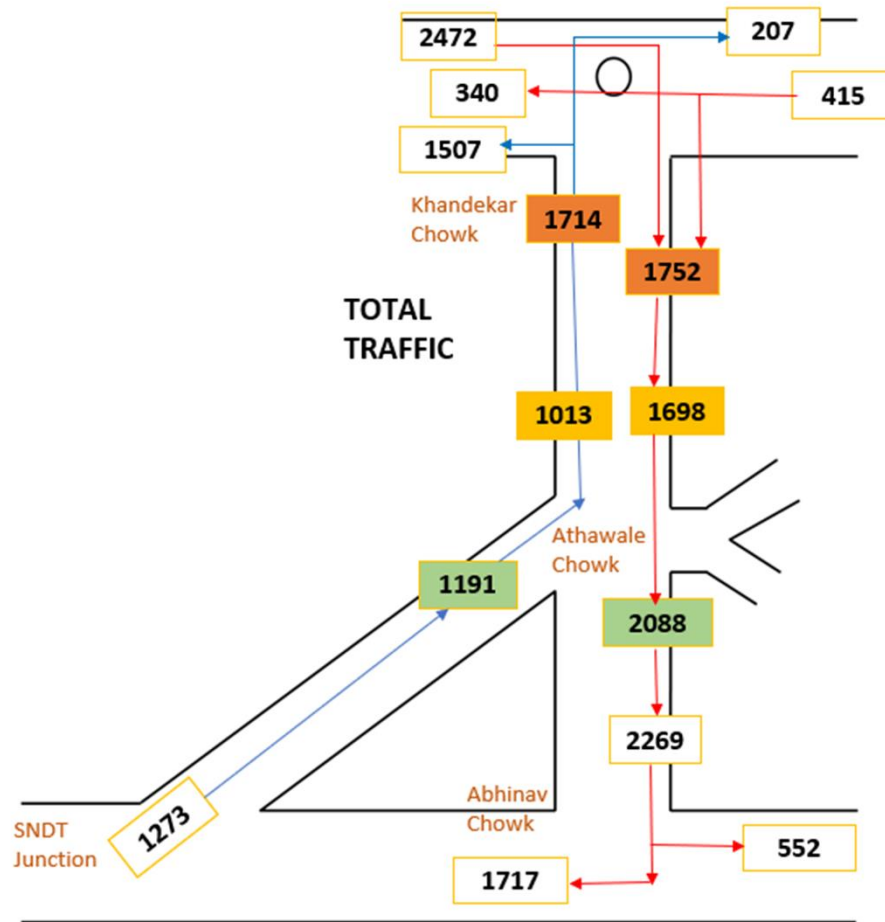 2472
207
340
415
1507
Khandekar
Chowk
1714
1752
TOTAL
TRAFFIC
1013
1698
Athawale
Chowk
1191
2088
2269
SNDT
Junction
1273
Abhinav
Chowk
552
1717